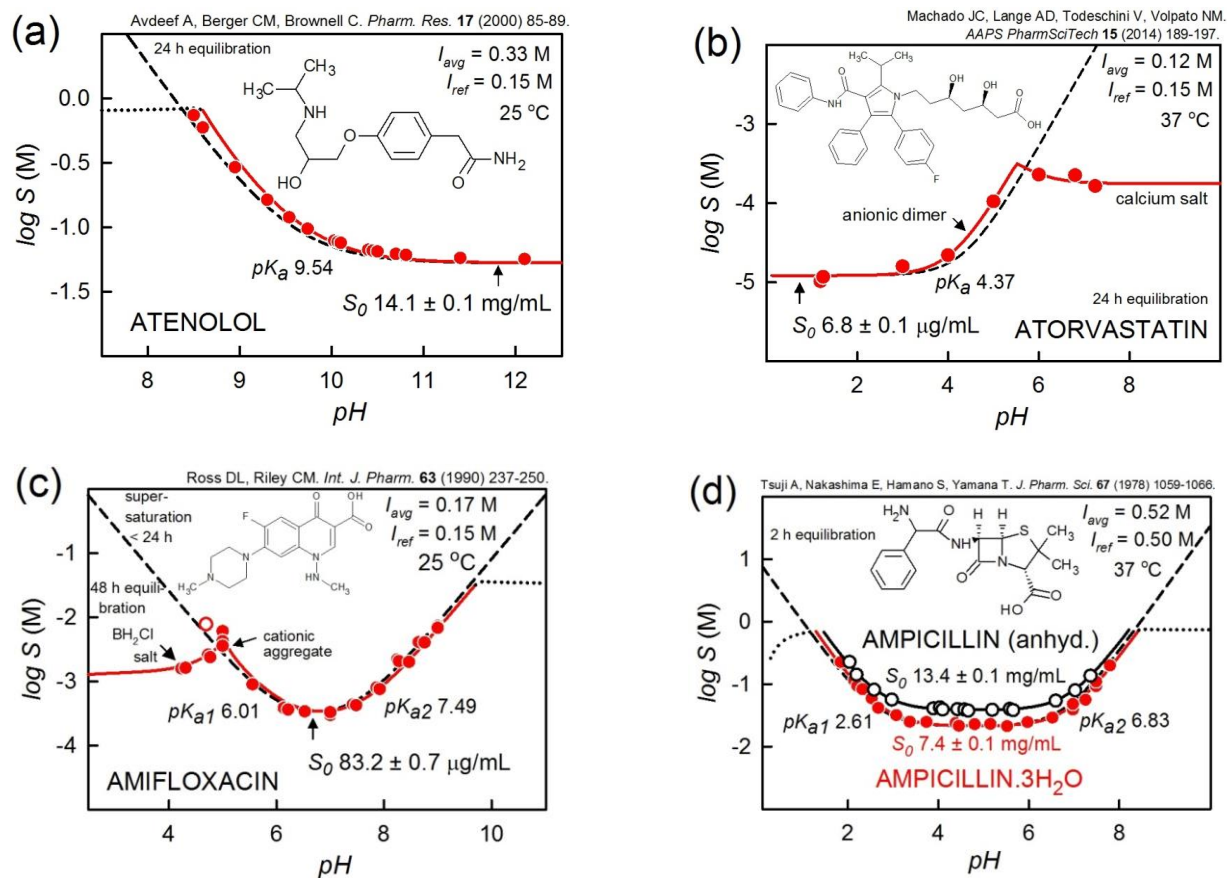 Avdeef A, Berger CM, Brownell C. Pharm. Res. 17 (2000) 85-89.
(a)
24 h equilibration
I_avg = 0.33 M
I_ref = 0.15 M
25 °C
CH3
H3C
NH
O
OH
O
NH2
0.0
-0.5
-1.0
-1.5
log S (M)
pKa 9.54
S0 14.1 ± 0.1 mg/mL
ATENOLOL
8 9 10 11 12
pH
Machado JC, Lange AD, Todeschini V, Volpato NM.
AAPS PharmSciTech 15 (2014) 189-197.
(b)
I_avg = 0.12 M
I_ref = 0.15 M
37 °C
H3C CH3
O
NH
N
OH OH O
OH
F
-3
-4
-5
log S (M)
anionic dimer
calcium salt
pKa 4.37
S0 6.8 ± 0.1 μg/mL
24 h equilibration
ATORVASTATIN
2 4 6 8
pH
Ross DL, Riley CM. Int. J. Pharm. 63 (1990) 237-250.
(c)
super-
saturation
< 24 h
I_avg = 0.17 M
I_ref = 0.15 M
25 °C
O OH
F
O
N
N
H3C
N
HN
CH3
48 h equili-
bration
BH2Cl
salt
cationic
aggregate
-1
-2
-3
-4
log S (M)
pKa1 6.01
pKa2 7.49
S0 83.2 ± 0.7 μg/mL
AMIFLOXACIN
4 6 8 10
pH
Tsuji A, Nakashima E, Hamano S, Yamana T. J. Pharm. Sci. 67 (1978) 1059-1066.
(d)
2 h equilibration
I_avg = 0.52 M
I_ref = 0.50 M
37 °C
H2N
O
NH
H H
S
CH3
CH3
N
O
O
HO
1
0
-1
-2
log S (M)
AMPICILLIN (anhyd.)
S0 13.4 ± 0.1 mg/mL
pKa1 2.61
pKa2 6.83
S0 7.4 ± 0.1 mg/mL
AMPICILLIN.3H2O
2 4 6 8
pH